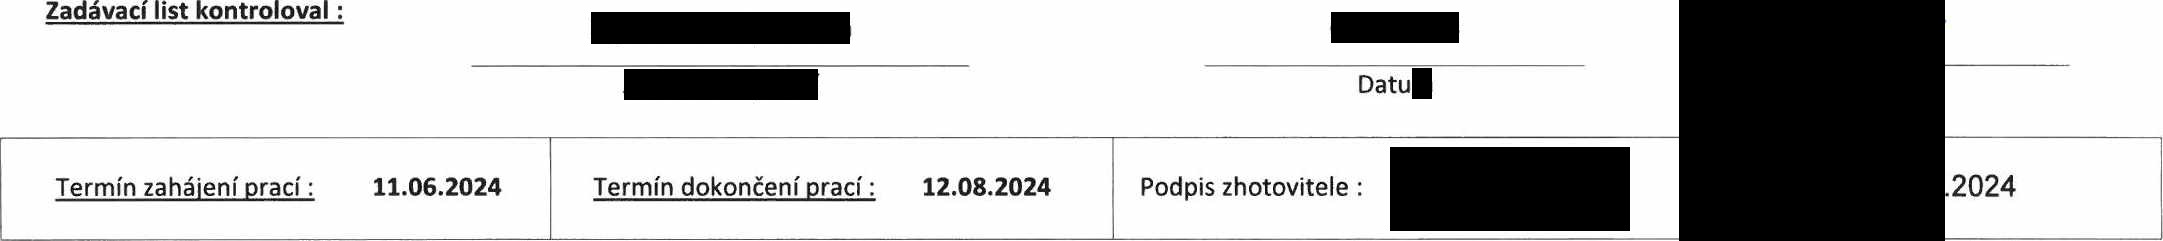 Zadávací list kontroloval :
Datu
Termín zahájení prací : 11.06.2024 Termín dokončení prací : 12.08.2024 Podpis zhotovitele : .2024